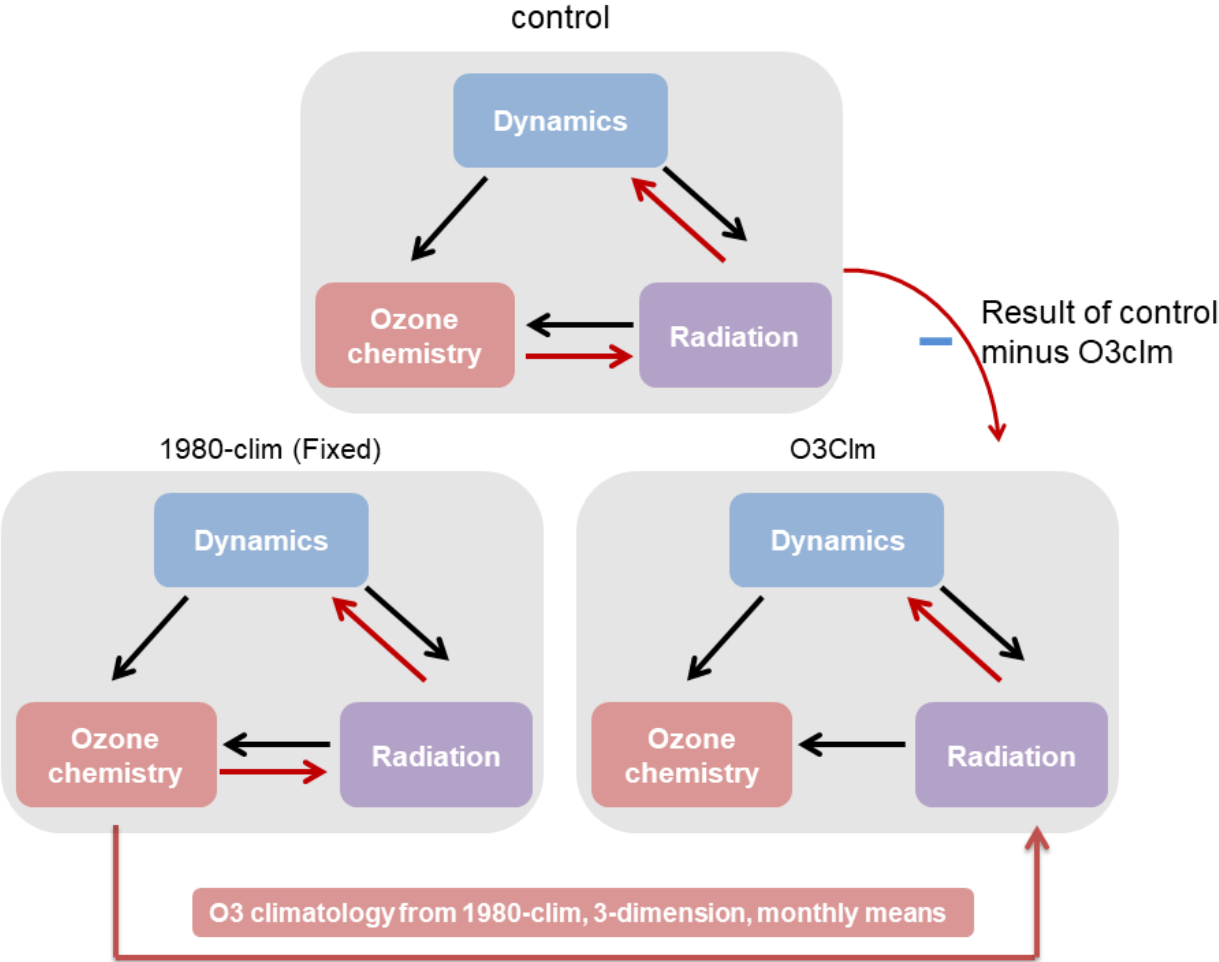 control
Dynamics
Ozone
chemistry
Radiation
Result of control
minus O3clm
1980-clim (Fixed)
Dynamics
Ozone
chemistry
Radiation
O3Clm
Dynamics
Ozone
chemistry
Radiation
O3 climatology from 1980-clim, 3-dimension, monthly means